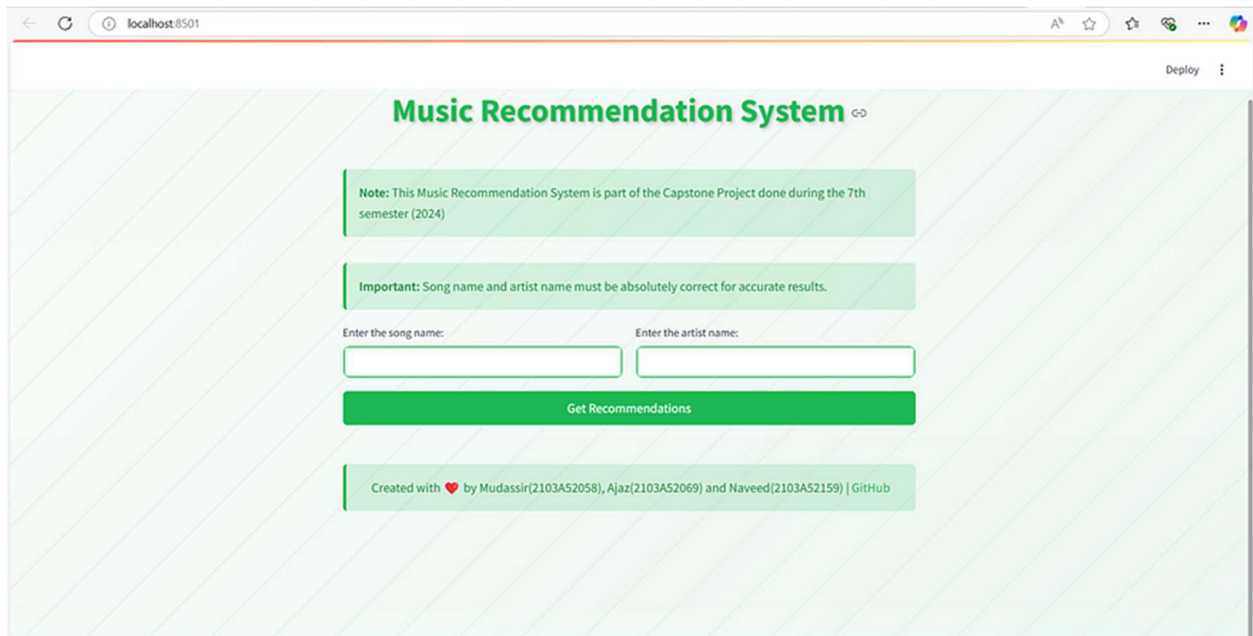 localhost:8501
Deploy
Music Recommendation System
Note: This Music Recommendation System is part of the Capstone Project done during the 7th
semester (2024)
Important: Song name and artist name must be absolutely correct for accurate results.
Enter the song name: Enter the artist name:
Get Recommendations
Created with ❤️ by Mudassir(2103A52058), Ajaz(2103A52069) and Naveed(2103A52159) | GitHub